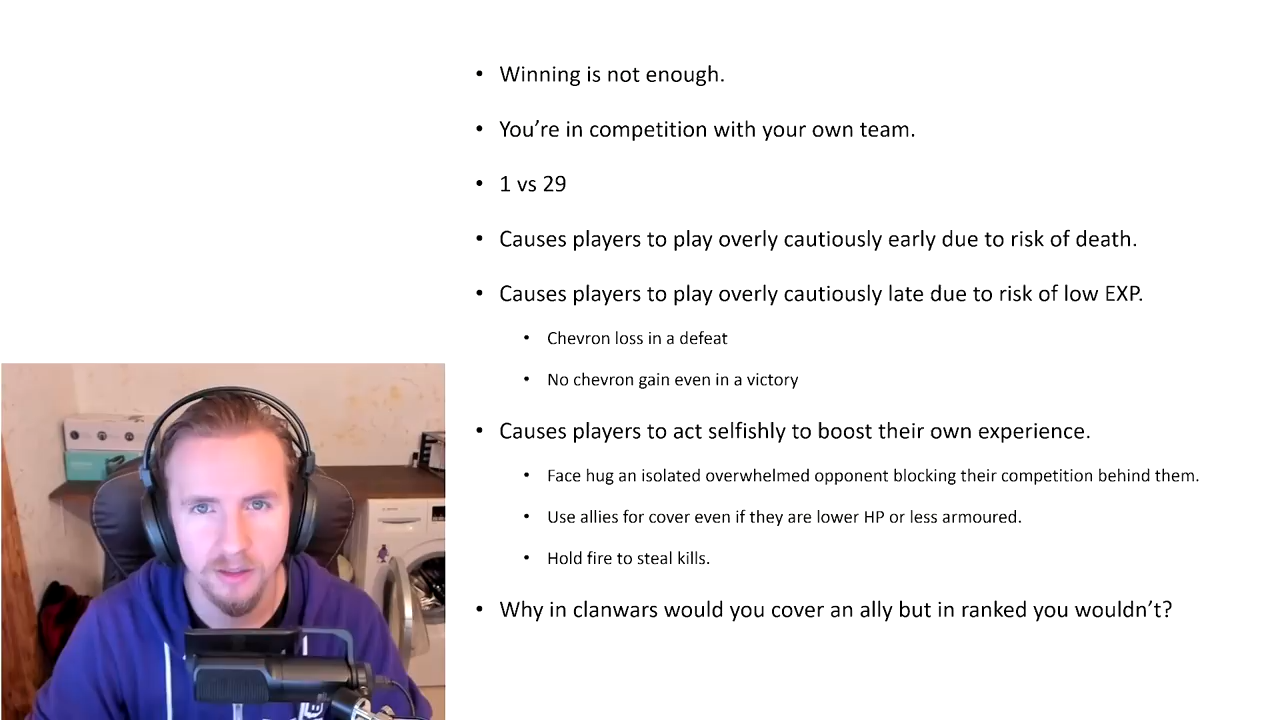 • Winning is not enough.
• You’re in competition with your own team.
• 1 vs 29
• Causes players to play overly cautiously early due to risk of death.
• Causes players to play overly cautiously late due to risk of low EXP.
• Chevron loss in a defeat
• No chevron gain even in a victory
• Causes players to act selfishly to boost their own experience.
• Face hug an isolated overwhelmed opponent blocking their competition behind them.
• Use allies for cover even if they are lower HP or less armoured.
• Hold fire to steal kills.
• Why in clanwars would you cover an ally but in ranked you wouldn’t?